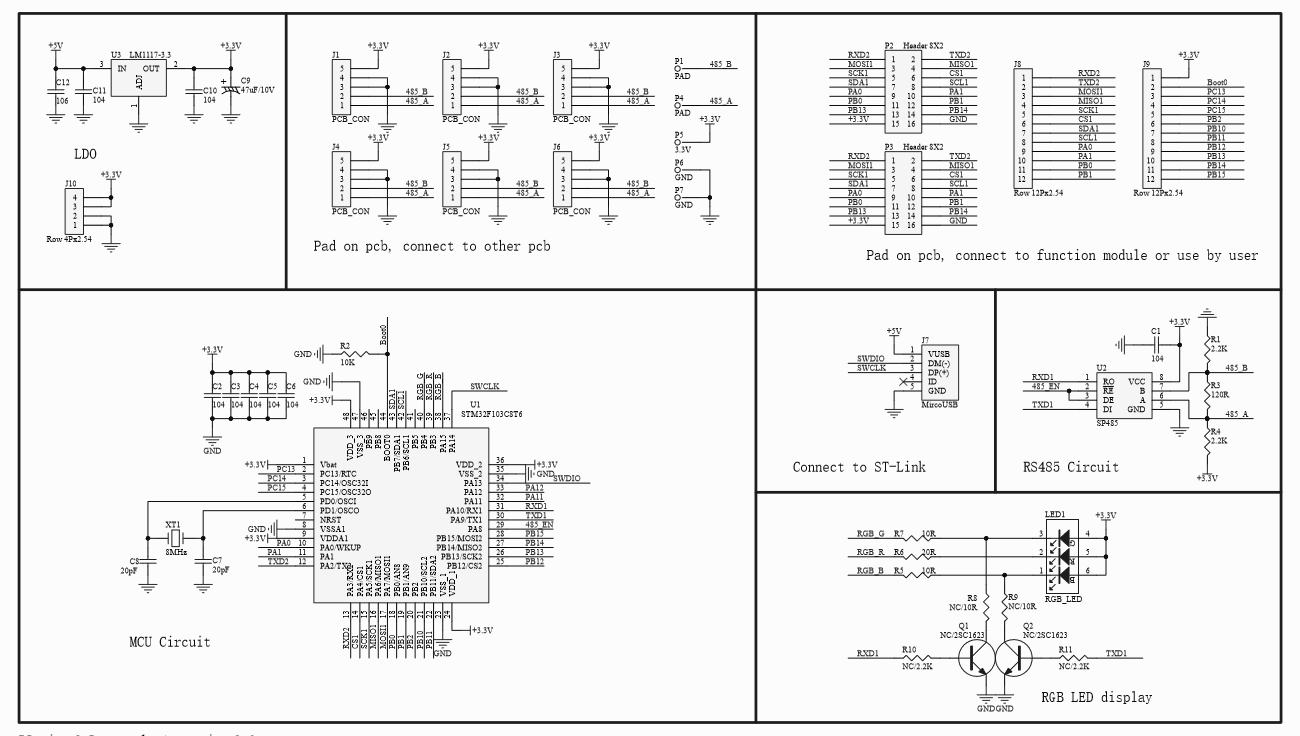 +5V
U3 LM1117-3.3
+3.3V
3 IN OUT 2
ADJ
1
C12
106
C11
104
C10
104
C9
47uF/10V
LDO
+3.3V
J10
4
3
2
1
Row 4Px2.54
J1 +3.3V
5
4
3
2 485_B
1 485_A
PCB_CON
J2 +3.3V
5
4
3
2 485_B
1 485_A
PCB_CON
J3 +3.3V
5
4
3
2 485_B
1 485_A
PCB_CON
J4 +3.3V
5
4
3
2 485_B
1 485_A
PCB_CON
J5 +3.3V
5
4
3
2 485_B
1 485_A
PCB_CON
J6 +3.3V
5
4
3
2 485_B
1 485_A
PCB_CON
P1 485_B
PAD
P4 485_A
PAD
+3.3V
P5
3.3V
P6
GND
P7
GND
Pad on pcb, connect to other pcb
P2 Header 8X2
RXD2 1 2 TXD2
MOSI1 3 4 MISO1
SCK1 5 6 CS1
SDA1 7 8 SCL1
PA0 9 10 PA1
PB0 11 12 PB1
PB13 13 14 PB14
+3.3V 15 16 GND
P3 Header 8X2
RXD2 1 2 TXD2
MOSI1 3 4 MISO1
SCK1 5 6 CS1
SDA1 7 8 SCL1
PA0 9 10 PA1
PB0 11 12 PB1
PB13 13 14 PB14
+3.3V 15 16 GND
J8
1 RXD2
2 TXD2
3 MOSI1
4 MISO1
5 SCK1
6 CS1
7 SDA1
8 SCL1
9 PA0
10 PA1
11 PB0
12 PB1
Row 12Px2.54
J9 +3.3V
1
2 Boot0
3 PC13
4 PC14
5 PC15
6 PB2
7 PB10
8 PB11
9 PB12
10 PB13
11 PB14
12 PB15
Row 12Px2.54
Pad on pcb, connect to function module or use by user
+3.3V
C2 C3 C4 C5 C6
104 104 104 104 104
GND
Boot0
GND R2
10K
GND
+3.3V
SDA1
SCL1
RGB_G
RGB_R
RGB_B
SWCLK
U1
STM32F103C8T6
48 47 46 45 44 43 42 41 40 39 38 37
VDD_3
VSS_3
PB9
PB8
BOOT0
PB7/SDA1
PB6/SCL1
PB5
PB4
PB3
PA15
PA14
+3.3V 1 Vbat
PC13 2 PC13/RTC
PC14 3 PC14/OSC32I
PC15 4 PC15/OSC32O
5 PD0/OSCI
6 PD1/OSCO
7 NRST
GND 8 VSSA1
+3.3V 9 VDDA1
PA0 10 PA0/WKUP
PA1 11 PA1
TXD2 12 PA2/TX2
VDD_2 36 +3.3V
VSS_2 35 GND
PA13 34 SWDIO
PA12 33 PA12
PA11 32 PA11
PA10/RX1 31 RXD1
PA9/TX1 30 TXD1
PA8 29 485_EN
PB15/MOSI2 28 PB15
PB14/MISO2 27 PB14
PB13/SCK2 26 PB13
PB12/CS2 25 PB12
PA3/RX2
PA4/CS1
PA5/SCK1
PA6/MISO1
PA7/MOSI1
PB0/AN8
PB1/AN9
PB2
PB10/SCL2
PB11/SDA2
VSS_1
VDD_1
13 14 15 16 17 18 19 20 21 22 23 24
RXD2
CS1
SCK1
MISO1
MOSI1
PB0
PB1
PB2
PB10
PB11
GND
+3.3V
XT1
8MHz
C8
20pF
C7
20pF
MCU Circuit
+5V
J7
1 VUSB
SWDIO 2 DM(-)
SWCLK 3 DP(+)
4 ID
5 GND
MircoUSB
Connect to ST-Link
C1
104
+3.3V
R1
2.2K
U2
RXD1 1 RO VCC 8
485_EN 2 RE B 7
3 DE A 6
TXD1 4 DI GND 5
SP485
485_B
R3
120R
485_A
R4
2.2K
+3.3V
RS485 Circuit
LED1
+3.3V
RGB_G R7 10R 3 G 4
RGB_R R6 20R 2 R 5
RGB_B R5 10R 1 B 6
RGB_LED
R8
NC/10R
R9
NC/10R
Q1
NC/2SC1623
Q2
NC/2SC1623
RXD1 R10
NC/2.2K
R11 TXD1
NC/2.2K
GND GND
RGB LED display